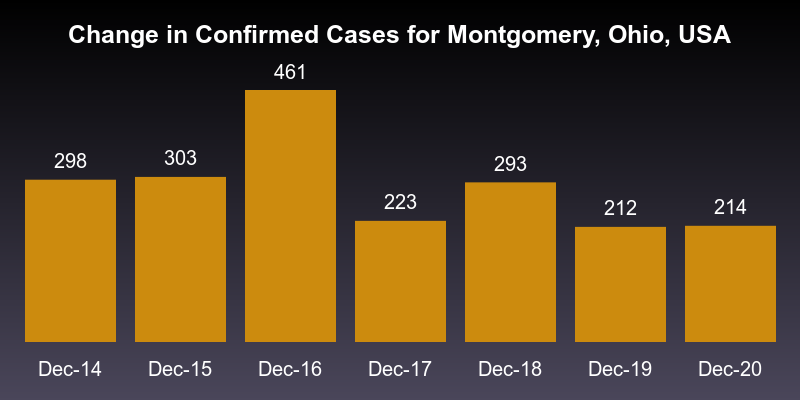 Change in Confirmed Cases for Montgomery, Ohio, USA
461
298 303 293
223 212 214
Dec-14 Dec-15 Dec-16 Dec-17 Dec-18 Dec-19 Dec-20